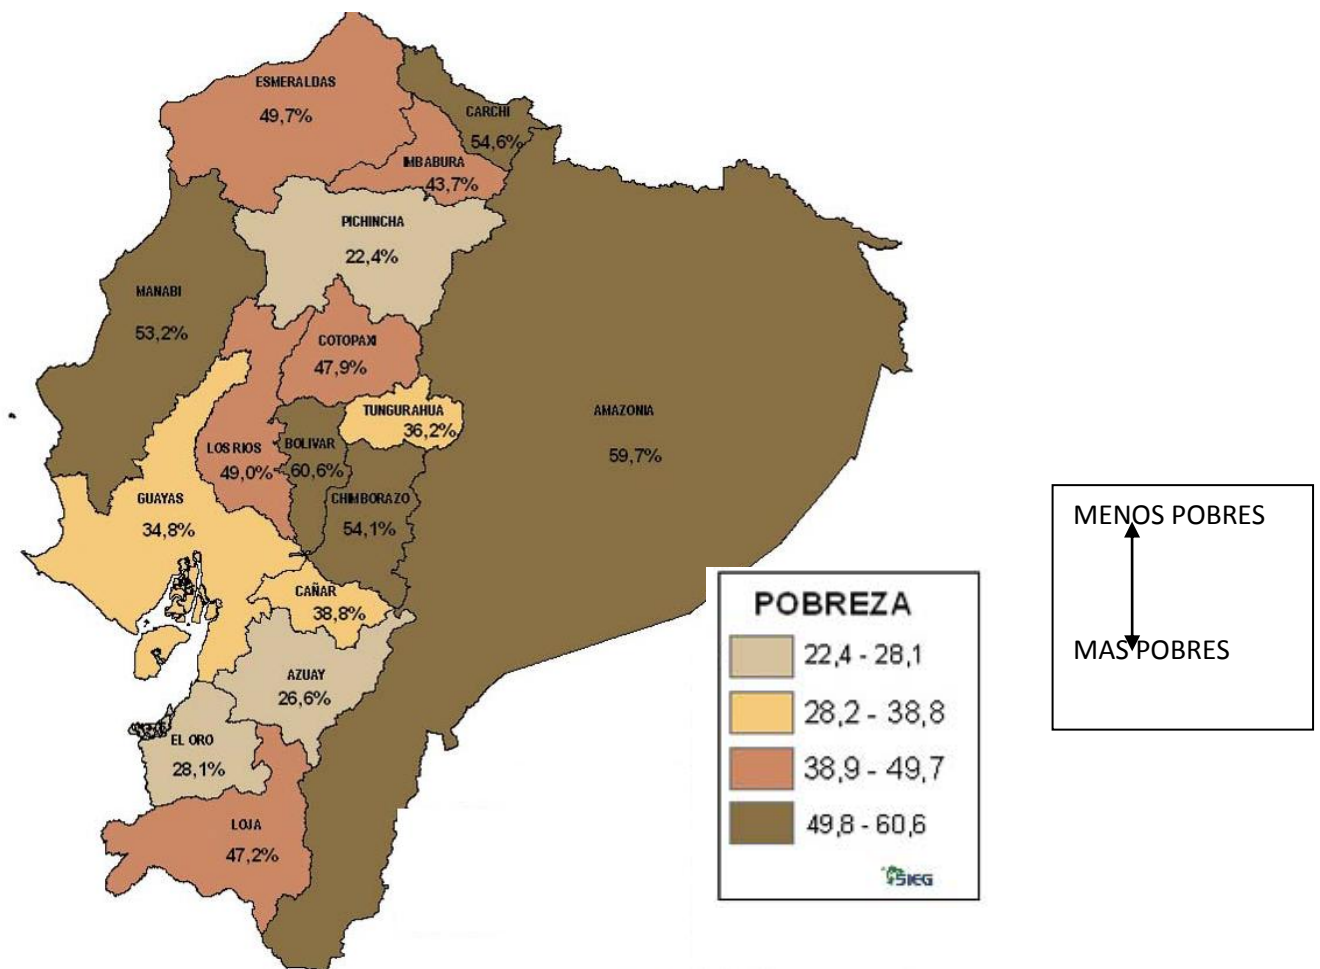 ESMERALDAS
49,7%
CARCHI
54,6%
IMBABURA
43,7%
PICHINCHA
22,4%
MANABI
53,2%
COTOPAXI
47,9%
TUNGURAHUA
36,2%
AMAZONIA
59,7%
LOS RIOS
49,0%
BOLIVAR
60,6%
GUAYAS
34,8%
CHIMBORAZO
54,1%
CAÑAR
38,8%
AZUAY
26,6%
EL ORO
28,1%
LOJA
47,2%
POBREZA
22,4 - 28,1
28,2 - 38,8
38,9 - 49,7
49,8 - 60,6
SIEG
MENOS POBRES
MAS POBRES